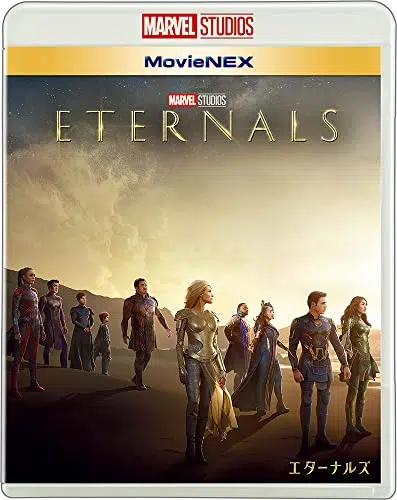 MARVEL STUDIOS
MovieNEX
MARVEL STUDIOS
ETERNALS
エターナルズ